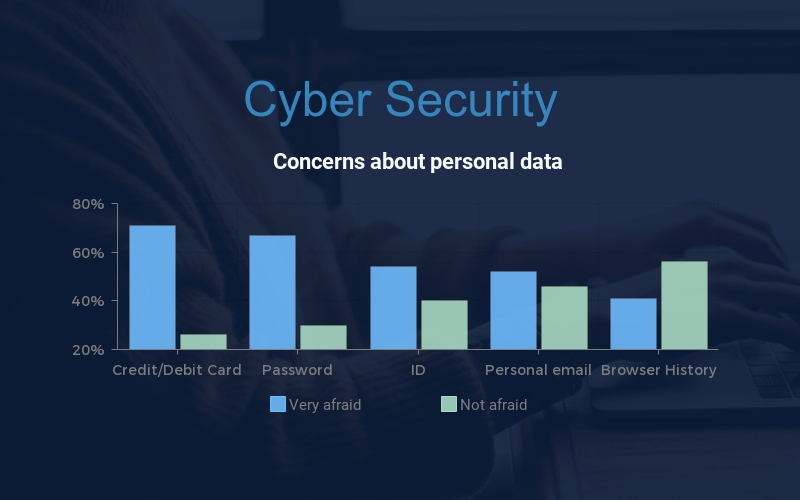 Cyber Security
Concerns about personal data
80%
60%
40%
20%
Credit/Debit Card Password ID Personal email Browser History
Very afraid Not afraid